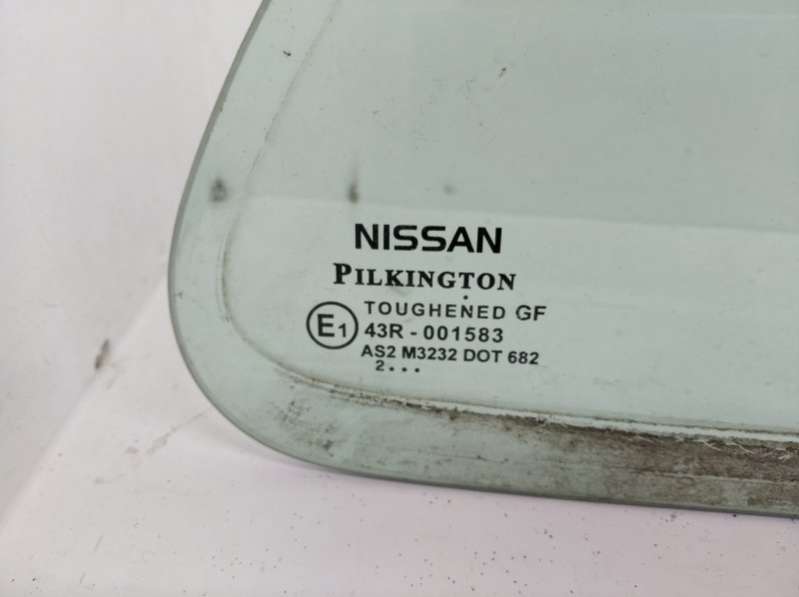 NISSAN
PILKINGTON
TOUGHENED GF
E1 43R - 001583
AS2 M3232 DOT 682
2...